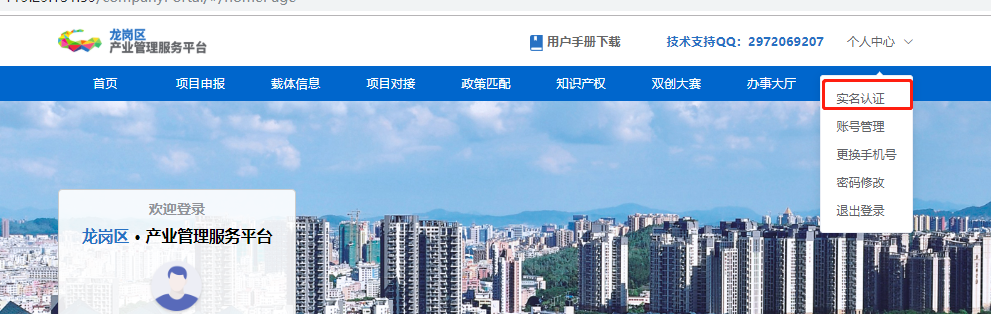 龙岗区
产业管理服务平台
用户手册下载 技术支持QQ：2972069207 个人中心
首页 项目申报 载体信息 项目对接 政策匹配 知识产权 双创大赛 办事大厅
实名认证
账号管理
更换手机号
密码修改
退出登录
欢迎登录
龙岗区 • 产业管理服务平台